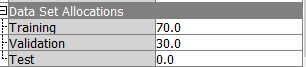 Data Set Allocations
Training 70.0
Validation 30.0
Test 0.0